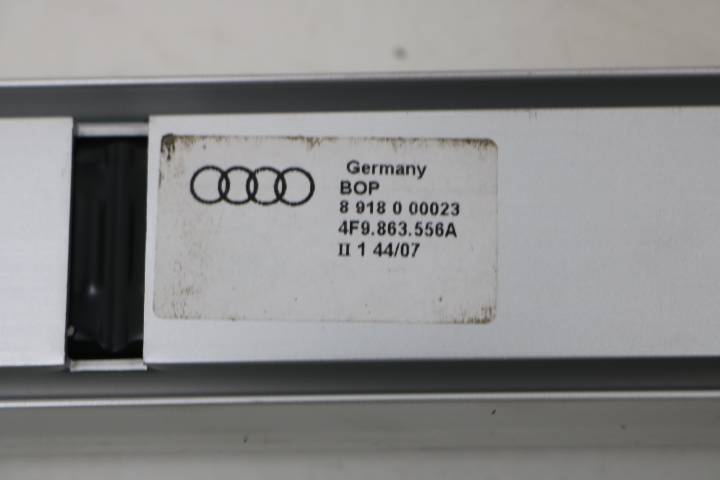 Germany
BOP
8 918 0 00023
4F9.863.556A
II 1 44/07